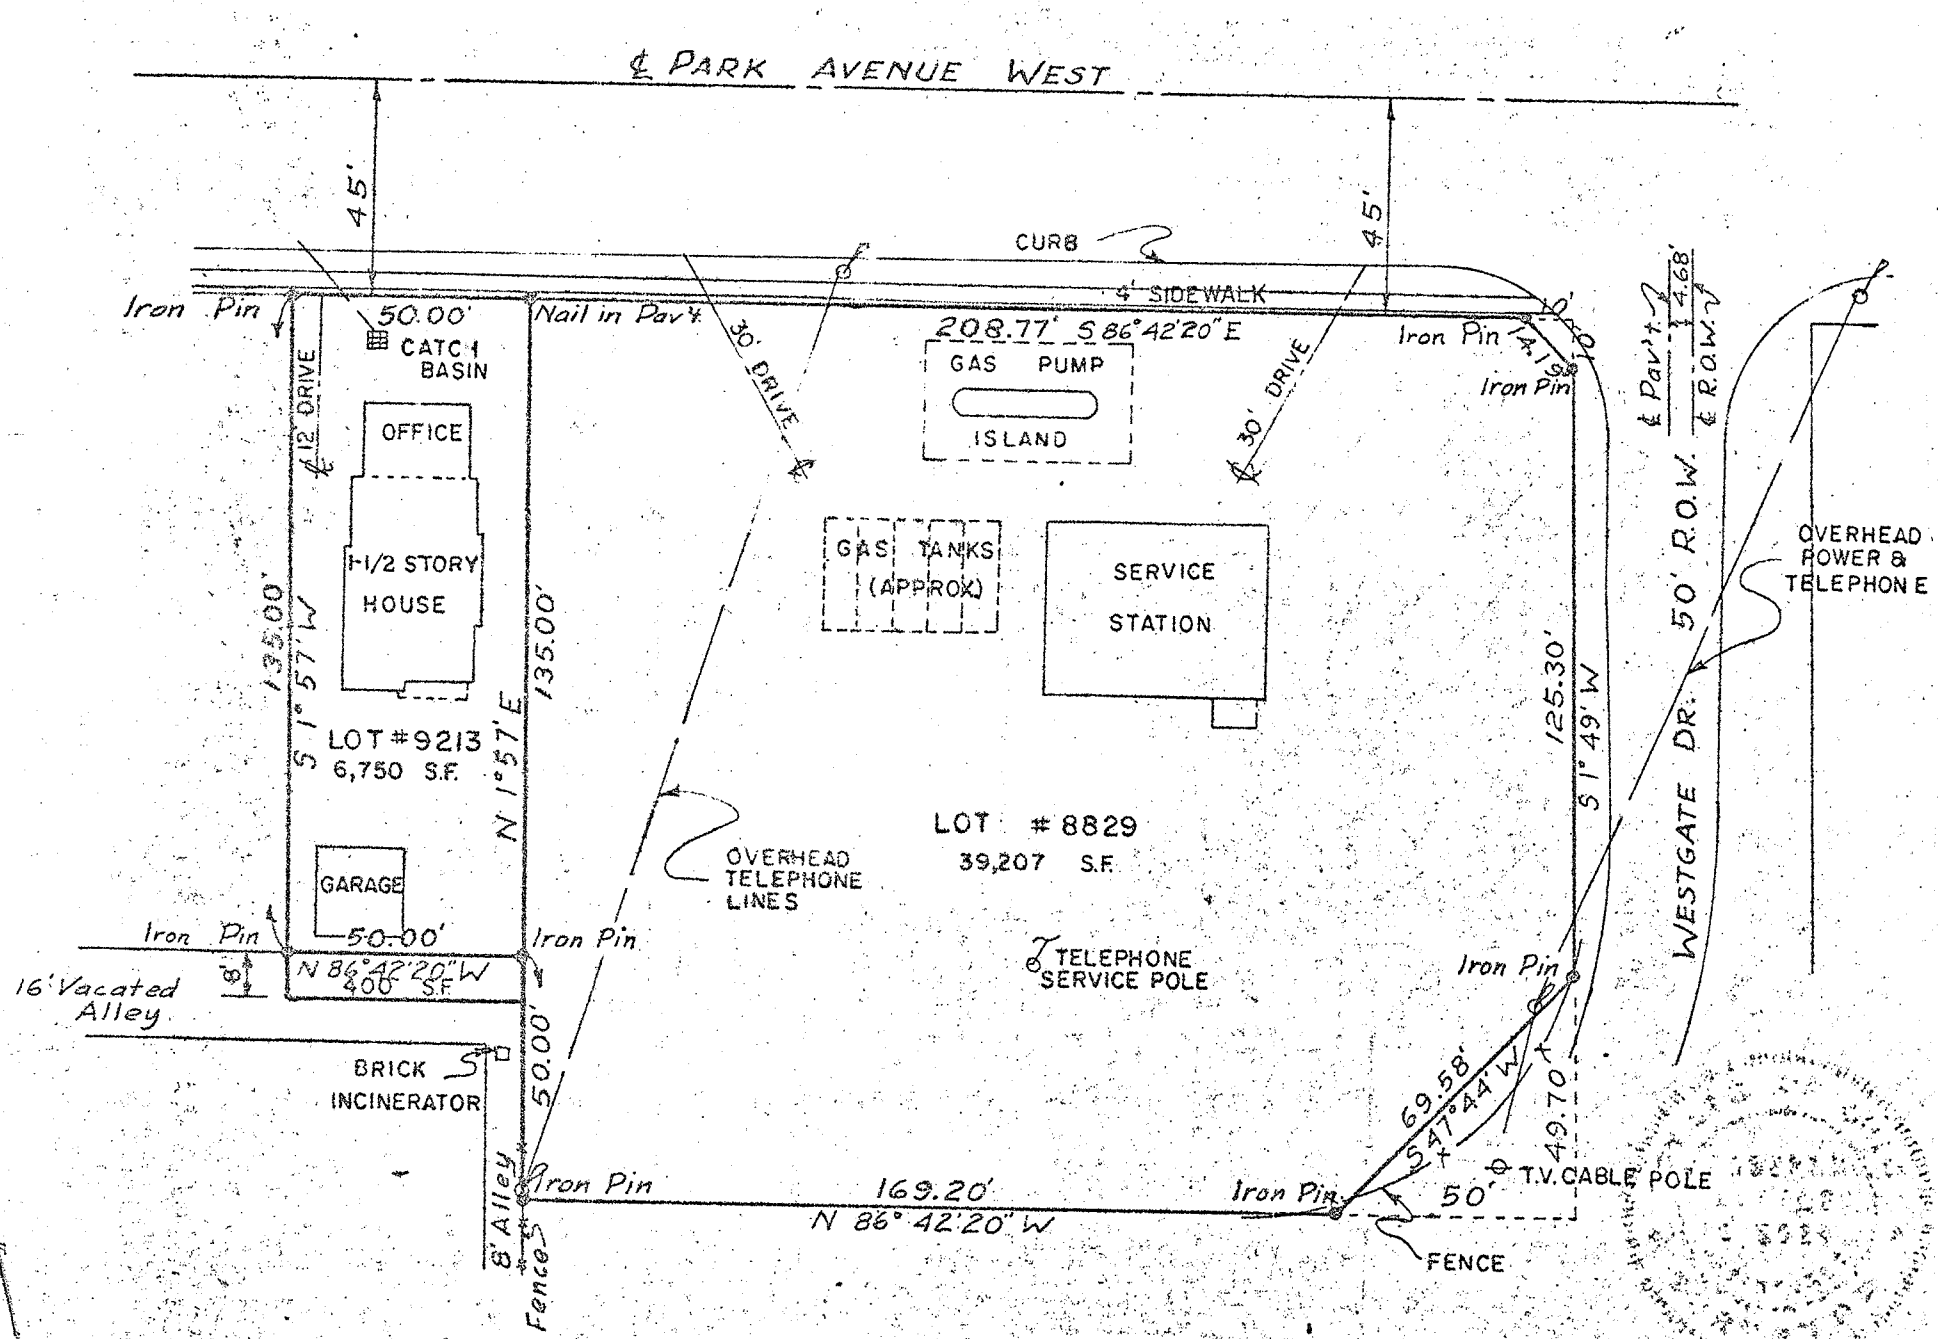 ℄ PARK AVENUE WEST
45'
45'
CURB
4' SIDEWALK
Iron Pin
50.00'
Nail in Pav't.
208.77' S 86°42'20" E
Iron Pin
10'
10'
14.19'
Iron Pin
℄ Pav't.
4.68'
℄ R.O.W.
CATCH
BASIN
12' DRIVE
30' DRIVE
GAS PUMP
ISLAND
30' DRIVE
OFFICE
1-1/2 STORY
HOUSE
GAS TANKS
(APPROX.)
SERVICE
STATION
50' R.O.W.
WESTGATE DR.
OVERHEAD
POWER &
TELEPHONE
135.00'
S 1° 57' W
135.00'
N 1° 57' E
125.30'
S 1° 49' W
LOT #9213
6,750 S.F.
LOT #8829
39,207 S.F.
OVERHEAD
TELEPHONE
LINES
GARAGE
Iron Pin
50.00'
Iron Pin
N 86°42'20" W
400 S.F.
8'
16' Vacated
Alley
TELEPHONE
SERVICE POLE
Iron Pin
BRICK
INCINERATOR
50.00'
69.58'
S 47°44' W
49.70'
8' Alley
Iron Pin
169.20'
N 86° 42'20" W
Iron Pin
50'
T.V. CABLE POLE
Fences
FENCE